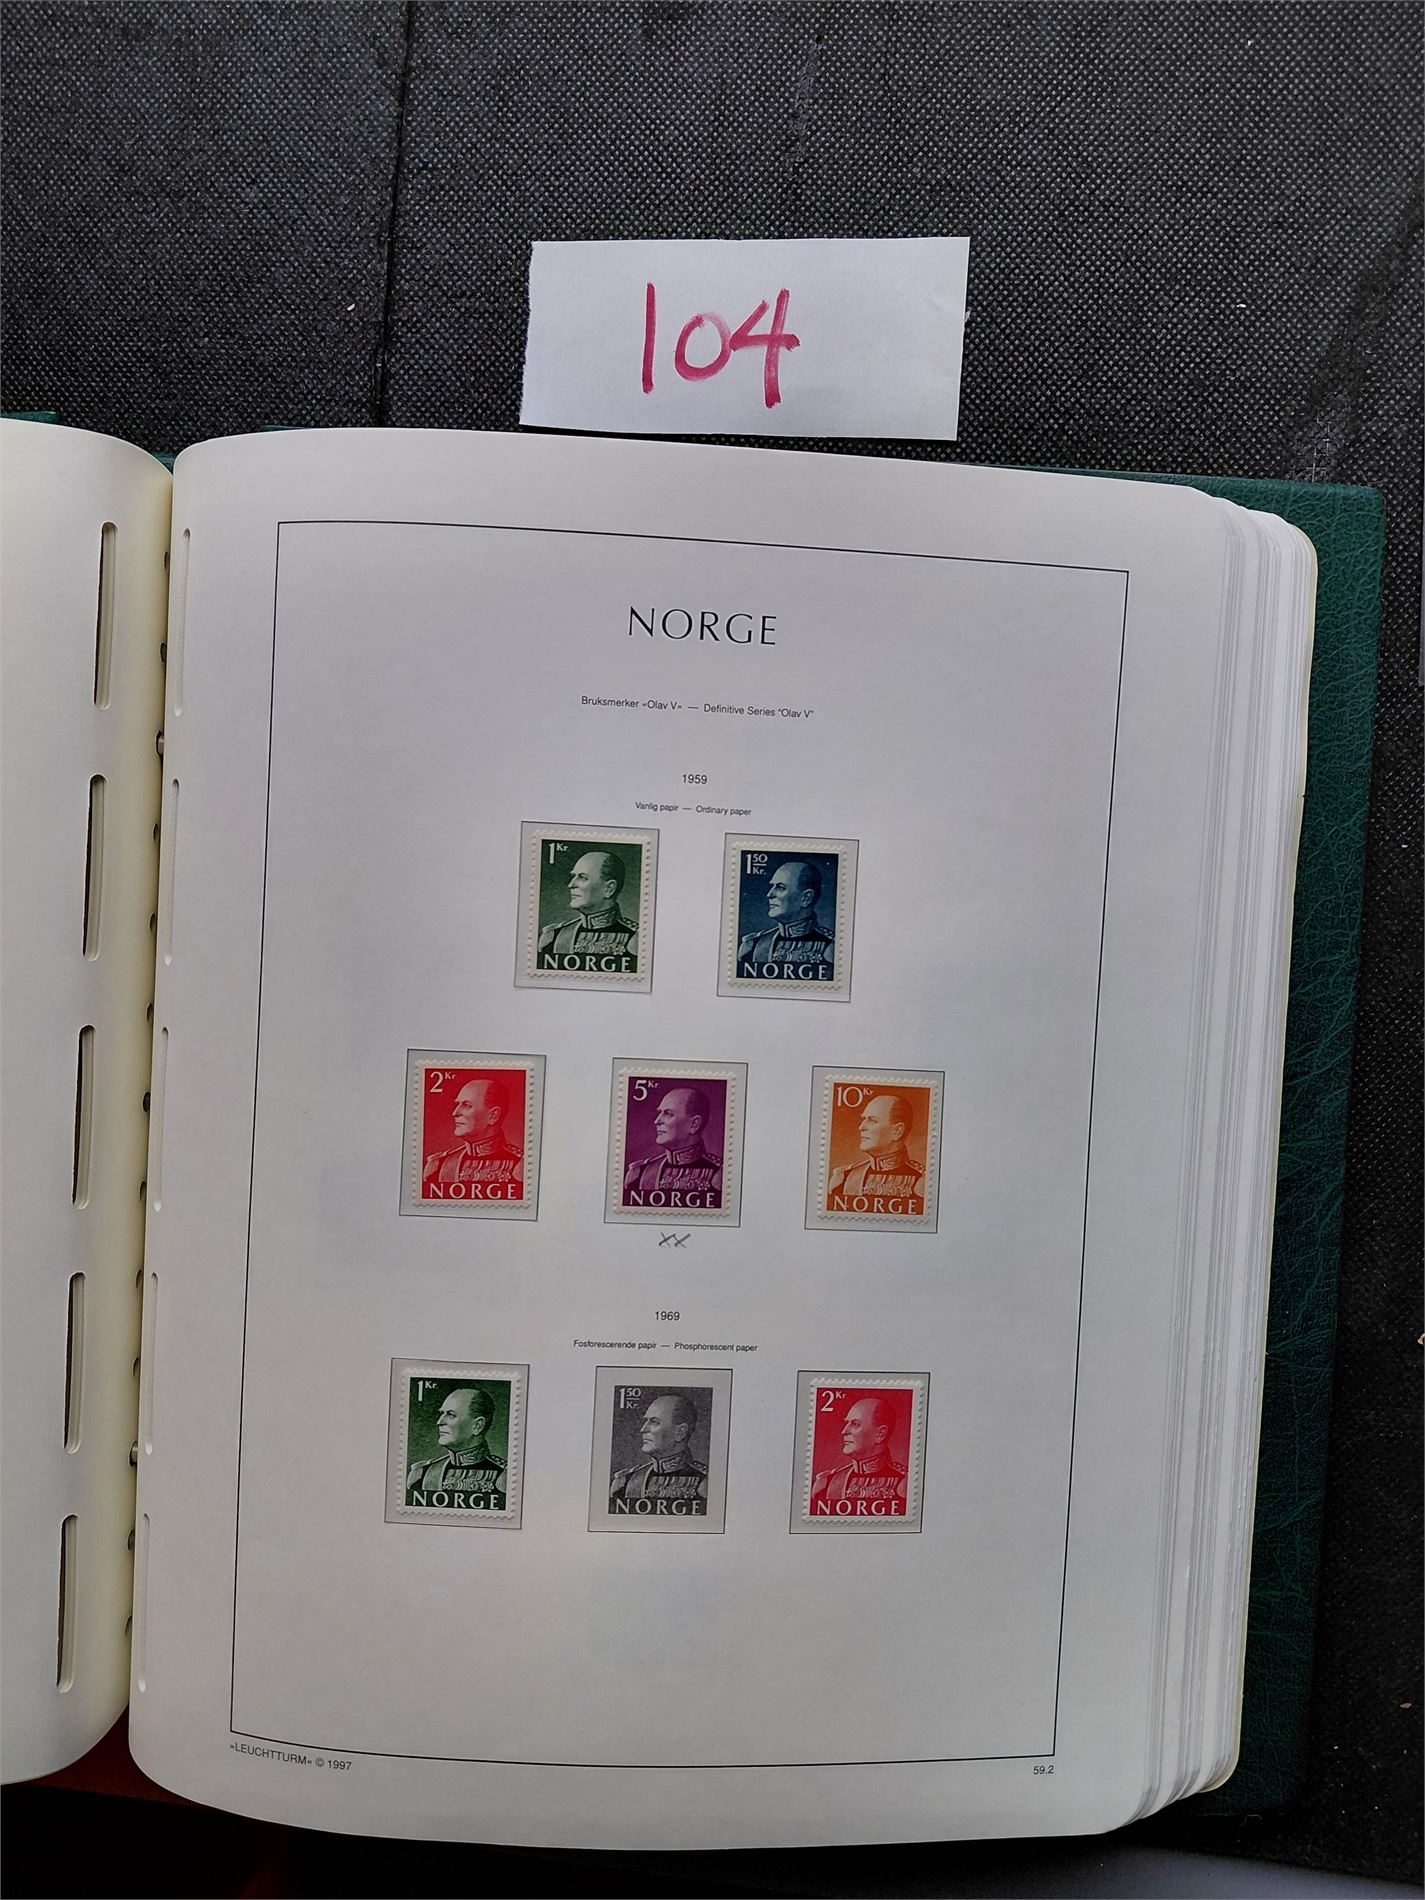 104
NORGE
Bruksmerker «Olav V» — Definitive Series "Olav V"
1959
Vanlig papir — Ordinary paper
1 Kr.
NORGE
1 50 Kr.
NORGE
2 Kr.
NORGE
5 Kr.
NORGE
10 Kr.
NORGE
xx
1969
Fosforescerende papir — Phosphorescent paper
1 Kr.
NORGE
1 50 Kr.
NORGE
2 Kr.
NORGE
»LEUCHTTURM« © 1997
59.2